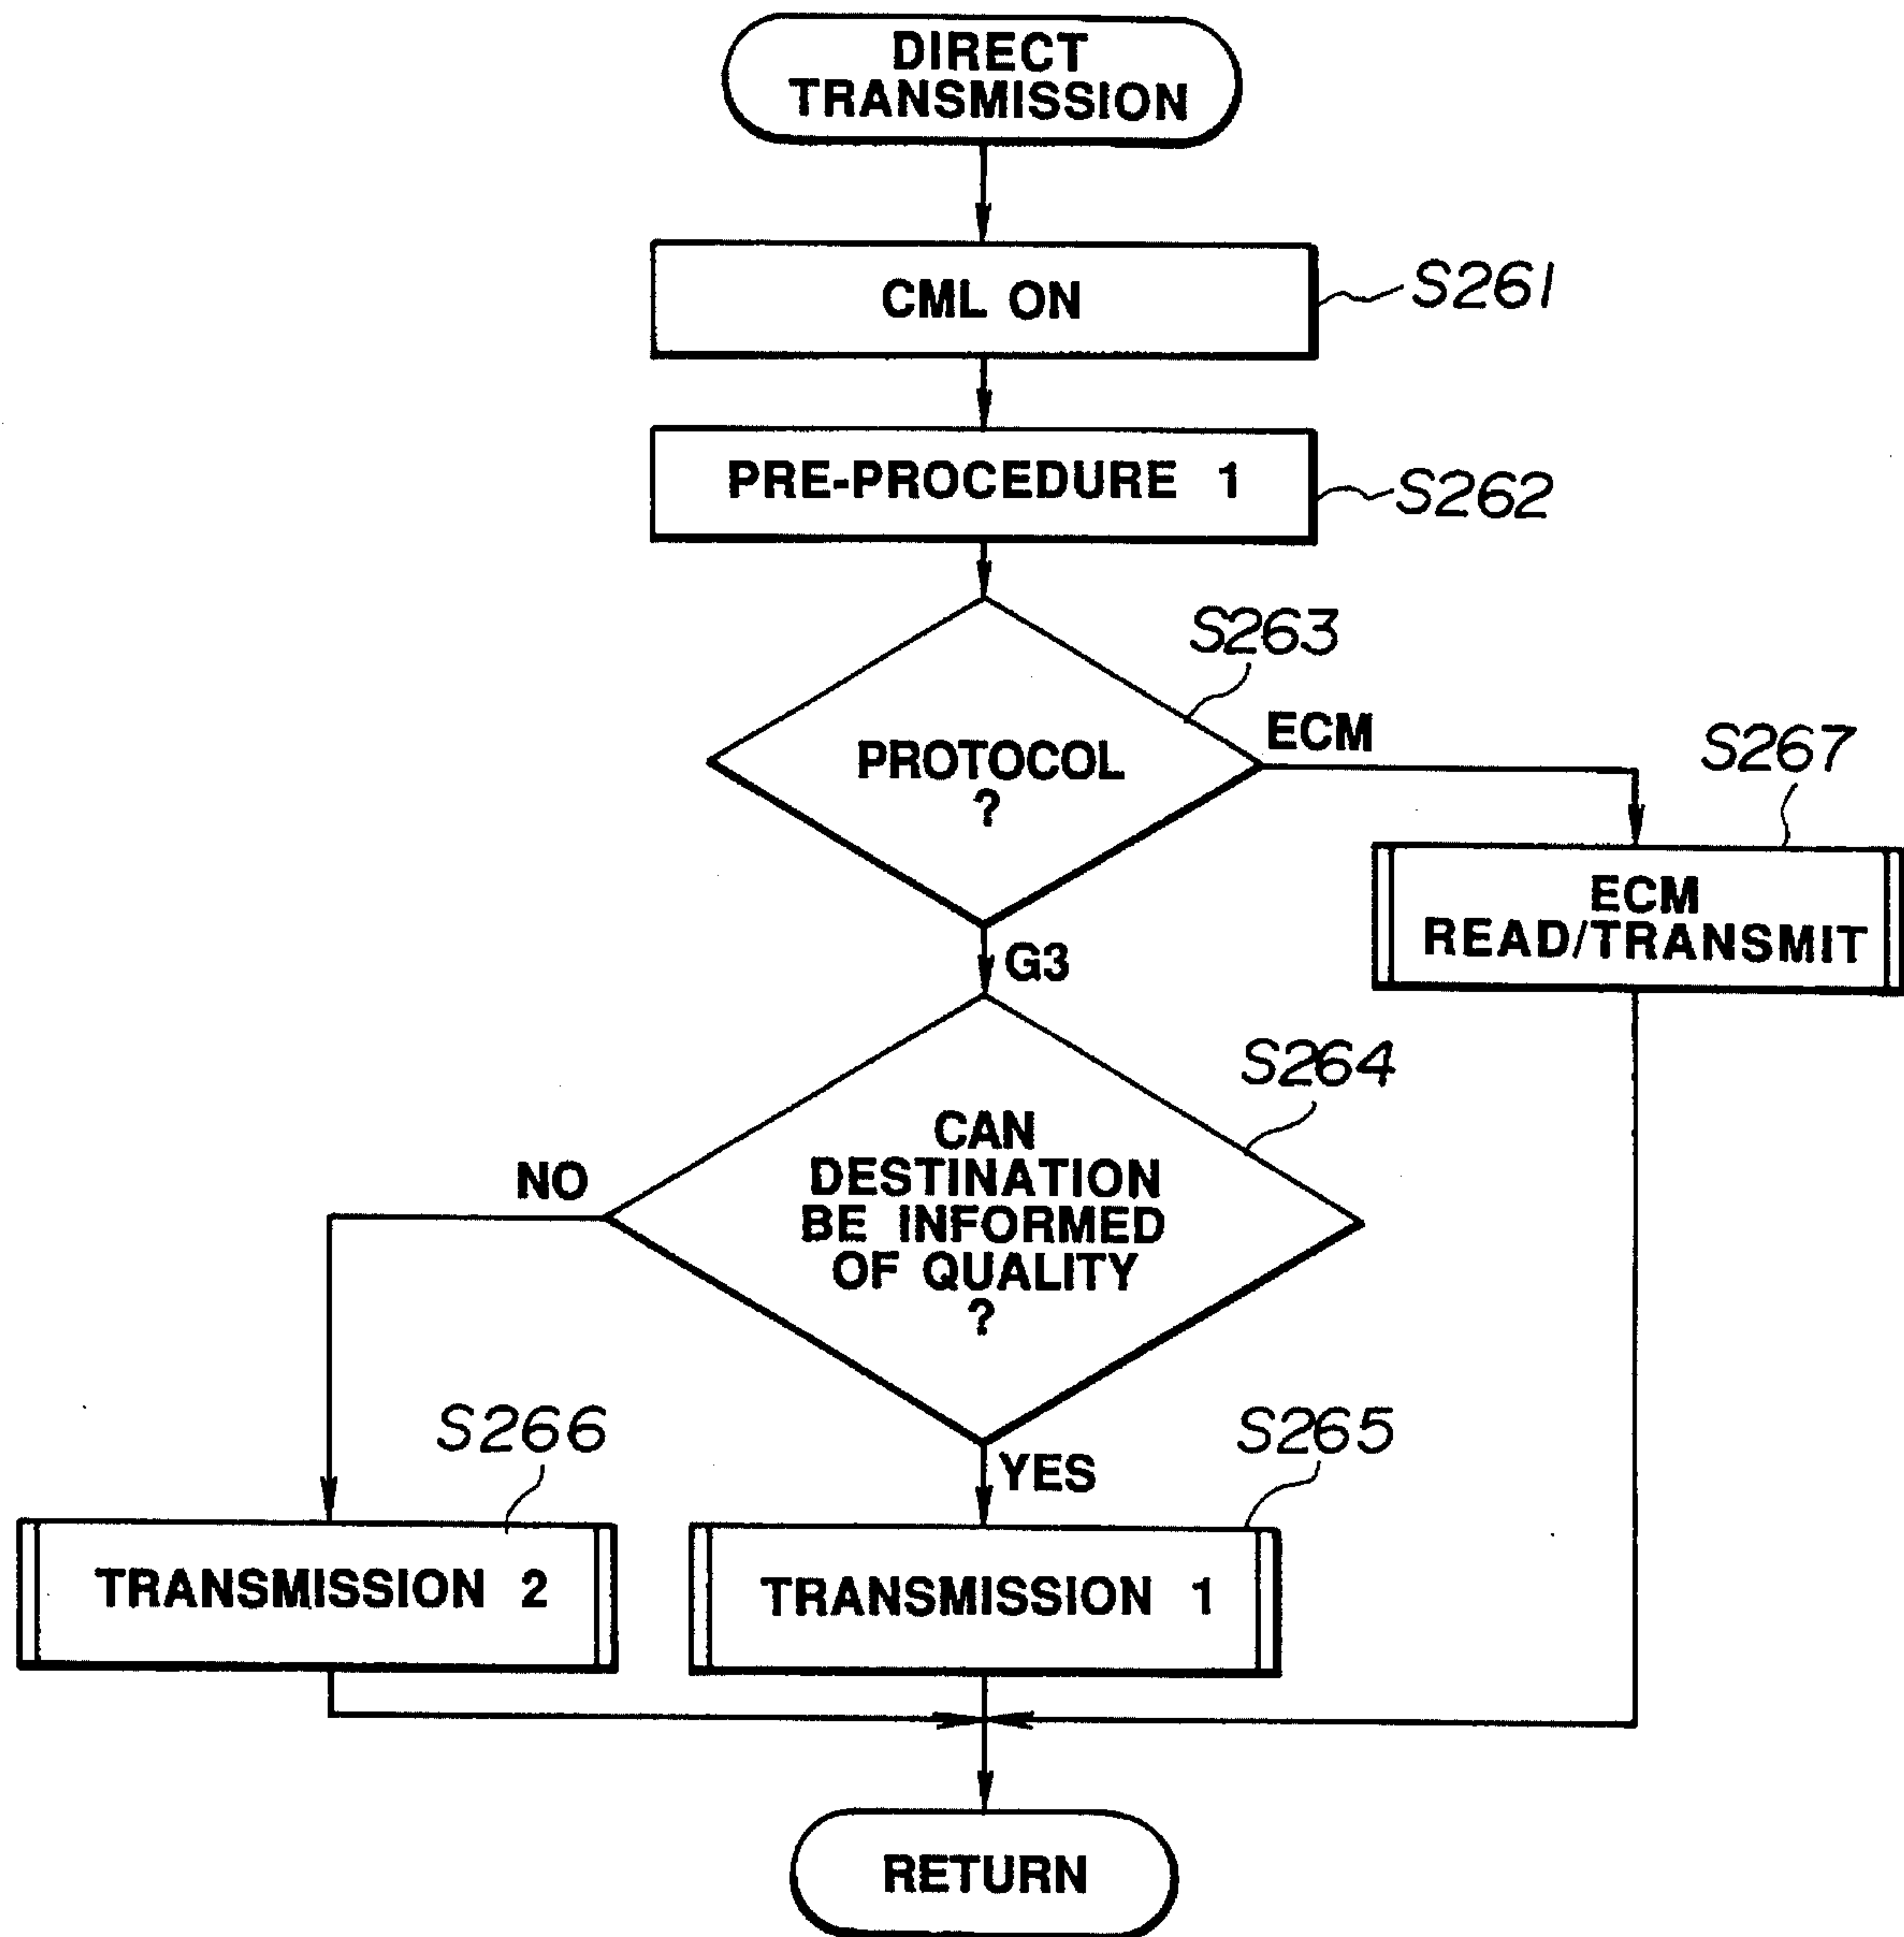 DIRECT
TRANSMISSION
CML ON
S261
PRE-PROCEDURE 1
S262
S263
PROTOCOL
?
ECM
S267
ECM
READ/TRANSMIT
G3
S264
CAN
DESTINATION
BE INFORMED
OF QUALITY
?
NO
YES
S266
S265
TRANSMISSION 2
TRANSMISSION 1
RETURN